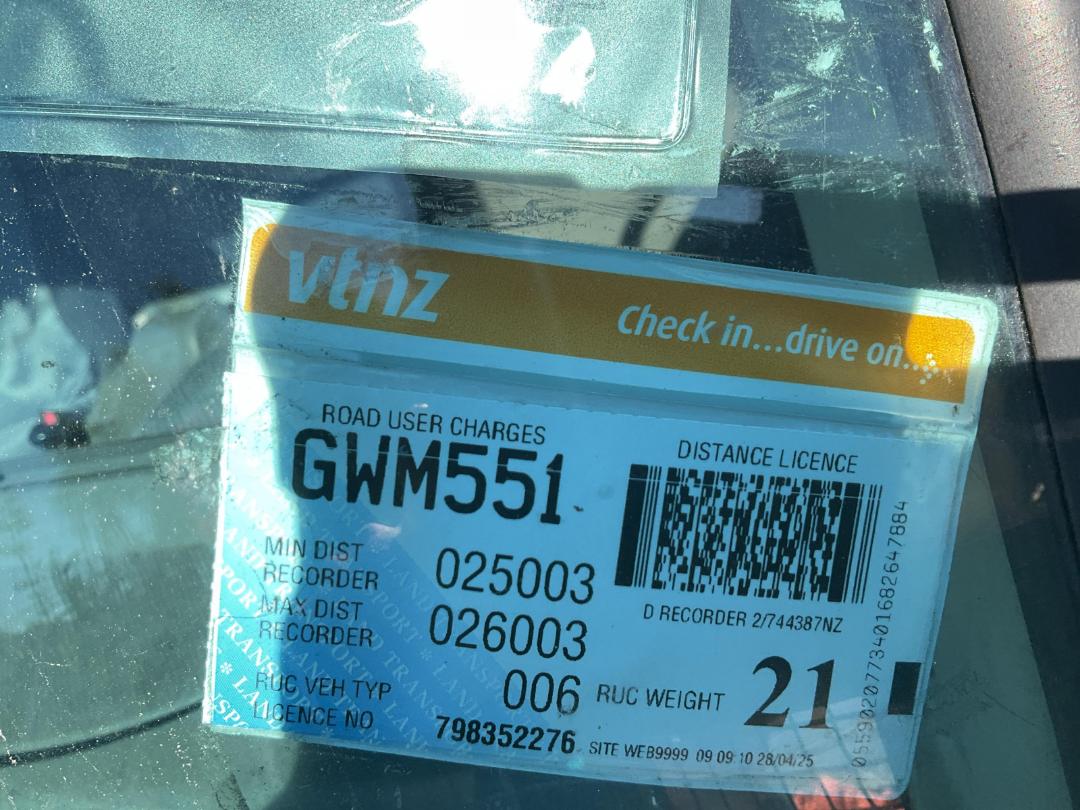 vtnz
Check in...drive on...
ROAD USER CHARGES
GWM551
DISTANCE LICENCE
MIN DIST RECORDER 025003
MAX DIST RECORDER 026003
D RECORDER 2/744387NZ
RUC VEH TYP 006 RUC WEIGHT 21
LICENCE NO 798352276
SITE WEB9999 09 09:10 28/04/25